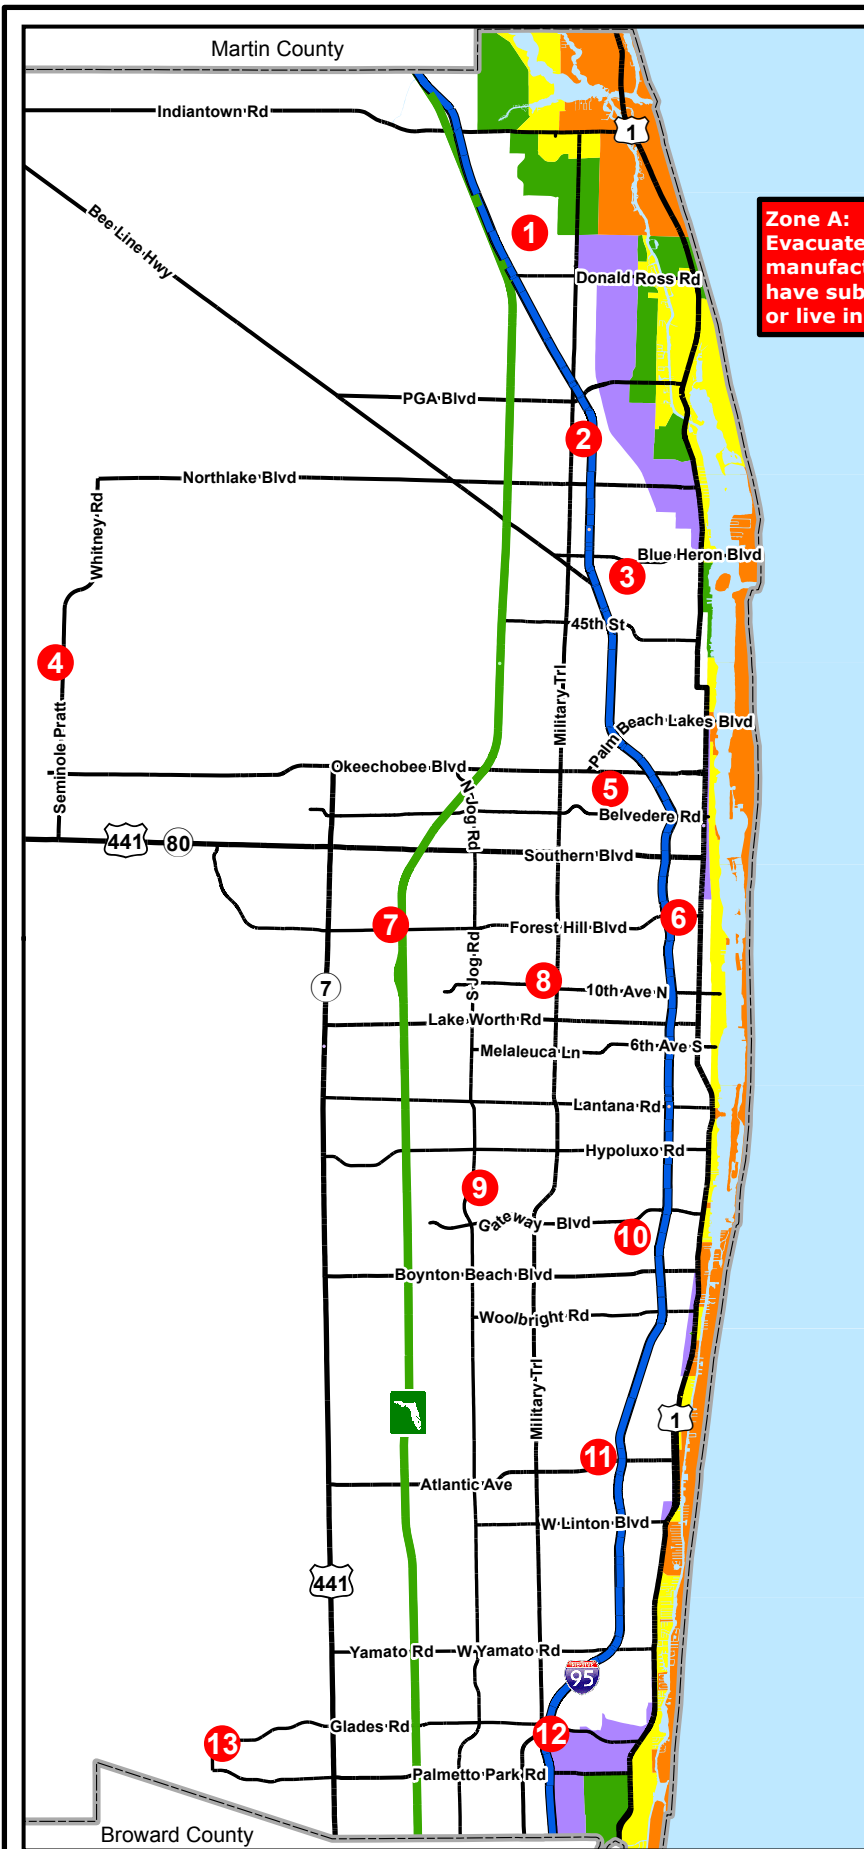 Martin County
Indiantown Rd
1
Bee Line Hwy
Zone A:
Evacuate
manufact
have sub
or live in
1
Donald Ross Rd
PGA Blvd
2
Northlake Blvd
Whitney Rd
Blue Heron Blvd
3
45th St
4
Seminole Pratt
Military Trl
Palm Beach Lakes Blvd
Okeechobee Blvd
N Jog Rd
5
Belvedere Rd
441
80
Southern Blvd
6
7
Forest Hill Blvd
S Jog Rd
8
7
10th Ave N
Lake Worth Rd
6th Ave S
Melaleuca Ln
Lantana Rd
Hypoluxo Rd
9
Gateway Blvd
10
Boynton Beach Blvd
Woolbright Rd
Military Trl
1
11
Atlantic Ave
W Linton Blvd
441
Yamato Rd
W Yamato Rd
95
Glades Rd
12
13
Palmetto Park Rd
Broward County